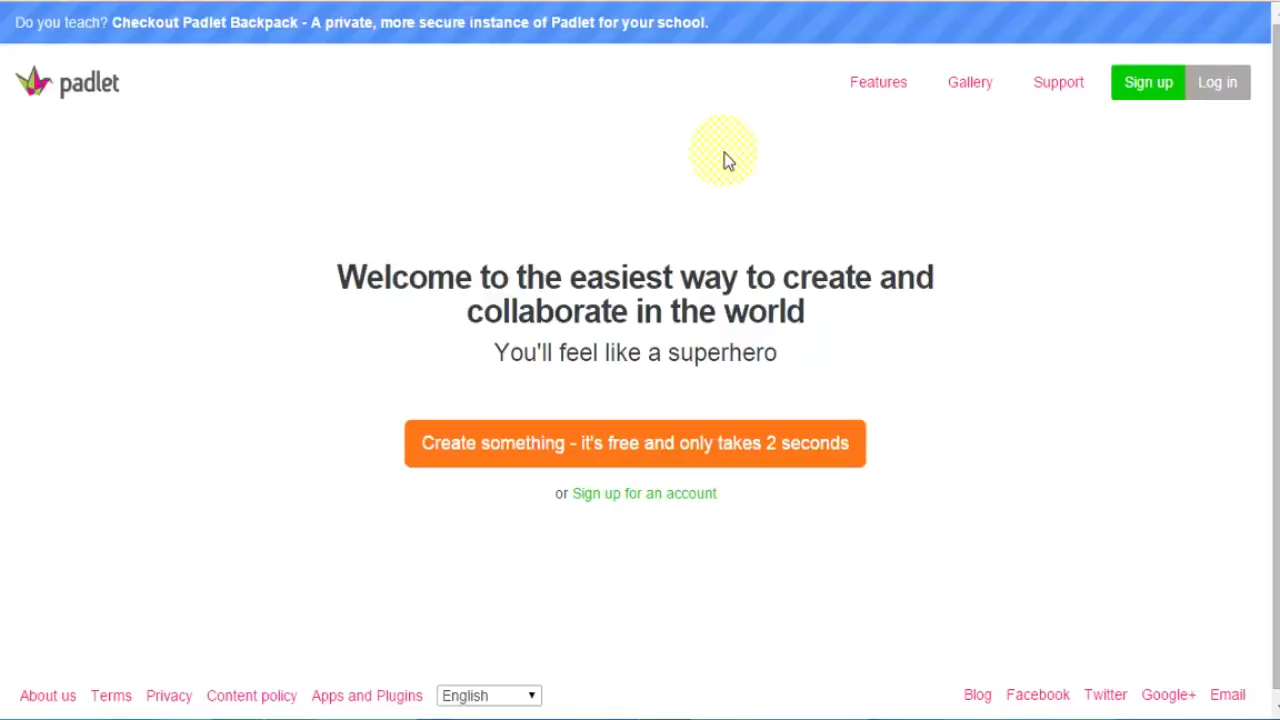 Do you teach? Checkout Padlet Backpack - A private, more secure instance of Padlet for your school.
padlet
Features Gallery Support Sign up Log in
Welcome to the easiest way to create and
collaborate in the world
You'll feel like a superhero
Create something - it's free and only takes 2 seconds
or Sign up for an account
About us Terms Privacy Content policy Apps and Plugins English Blog Facebook Twitter Google+ Email